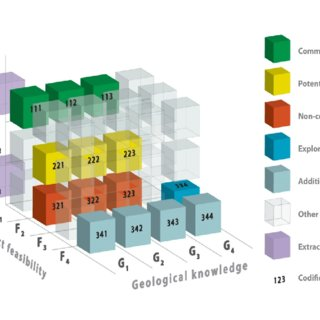 111 112 113
221 222 223
321 322 323
334
341 342 343 344
F2
F3
F4
G1
G2
G3
G4
feasibility
Geological knowledge
Comm
Potent
Non-c
Explor
Additi
Other
Extrac
123 Codific